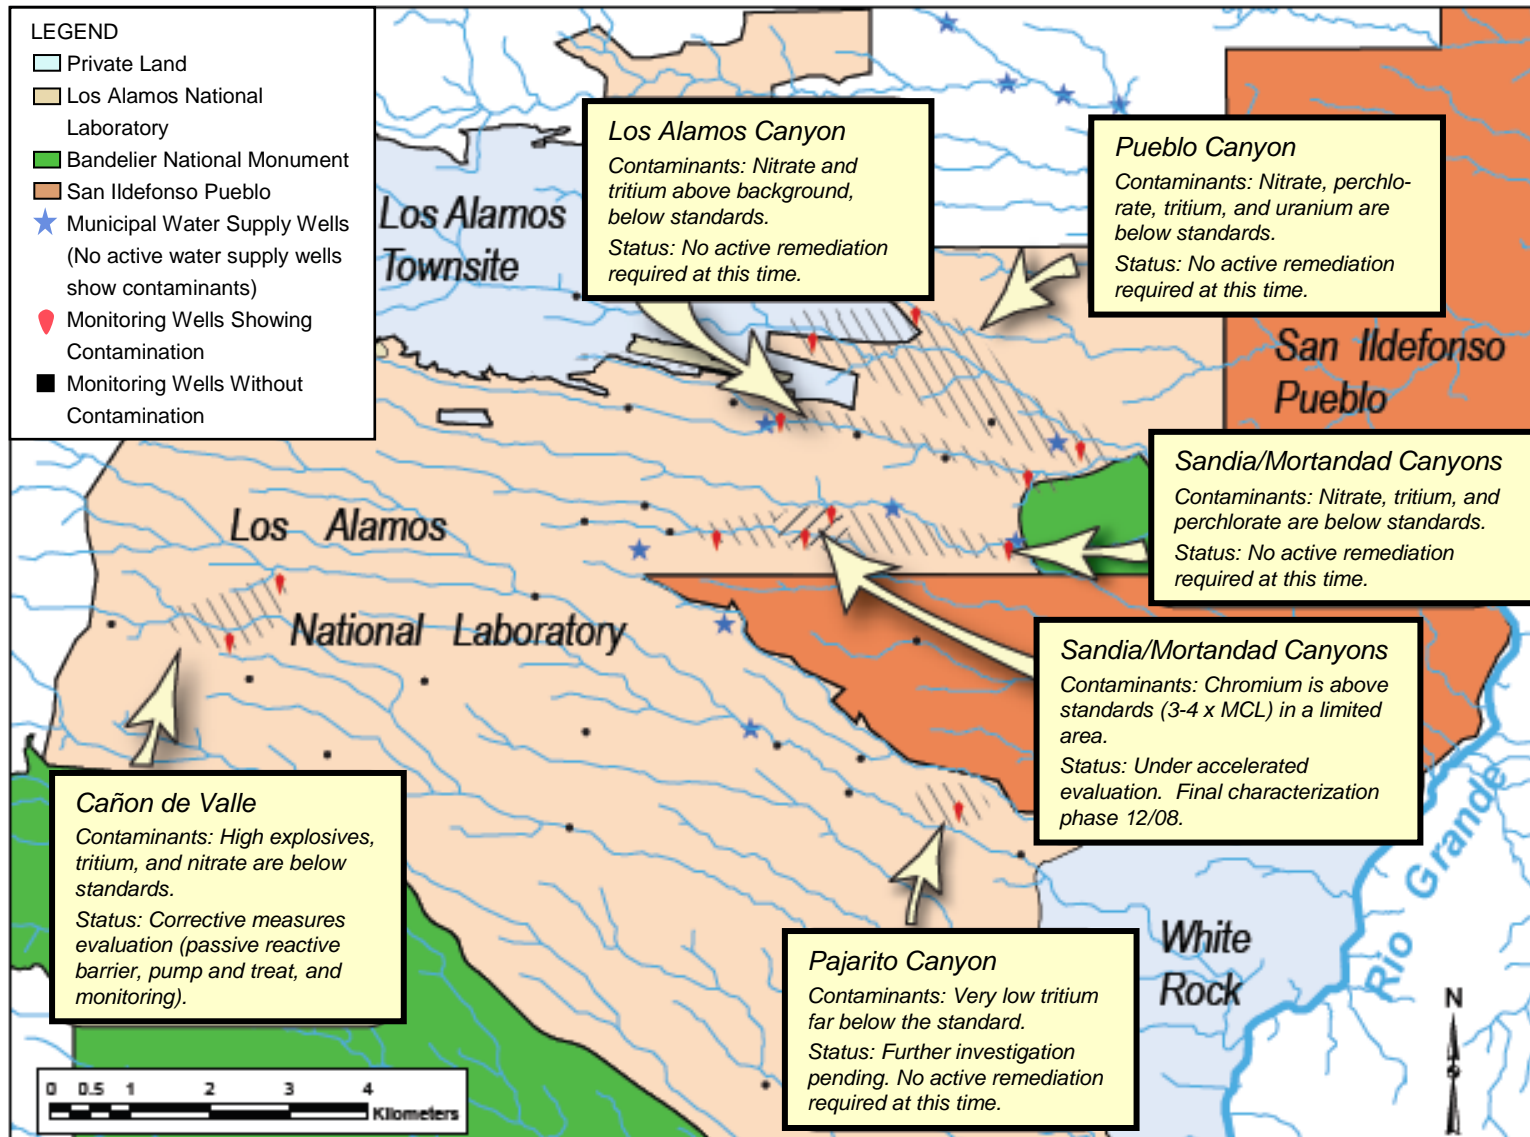 LEGEND
Private Land
Los Alamos National
Laboratory
Bandelier National Monument
San Ildefonso Pueblo
Municipal Water Supply Wells
(No active water supply wells
show contaminants)
Monitoring Wells Showing
Contamination
Monitoring Wells Without
Contamination
Los Alamos
Townsite
Los Alamos Canyon
Contaminants: Nitrate and
tritium above background,
below standards.
Status: No active remediation
required at this time.
Pueblo Canyon
Contaminants: Nitrate, perchlo-
rate, tritium, and uranium are
below standards.
Status: No active remediation
required at this time.
San Ildefonso
Pueblo
Sandia/Mortandad Canyons
Contaminants: Nitrate, tritium, and
perchlorate are below standards.
Status: No active remediation
required at this time.
Los Alamos
National Laboratory
Sandia/Mortandad Canyons
Contaminants: Chromium is above
standards (3-4 x MCL) in a limited
area.
Status: Under accelerated
evaluation. Final characterization
phase 12/08.
Cañon de Valle
Contaminants: High explosives,
tritium, and nitrate are below
standards.
Status: Corrective measures
evaluation (passive reactive
barrier, pump and treat, and
monitoring).
Pajarito Canyon
Contaminants: Very low tritium
far below the standard.
Status: Further investigation
pending. No active remediation
required at this time.
White
Rock
Rio Grande
N
0 0.5 1 2 3 4
Kilometers